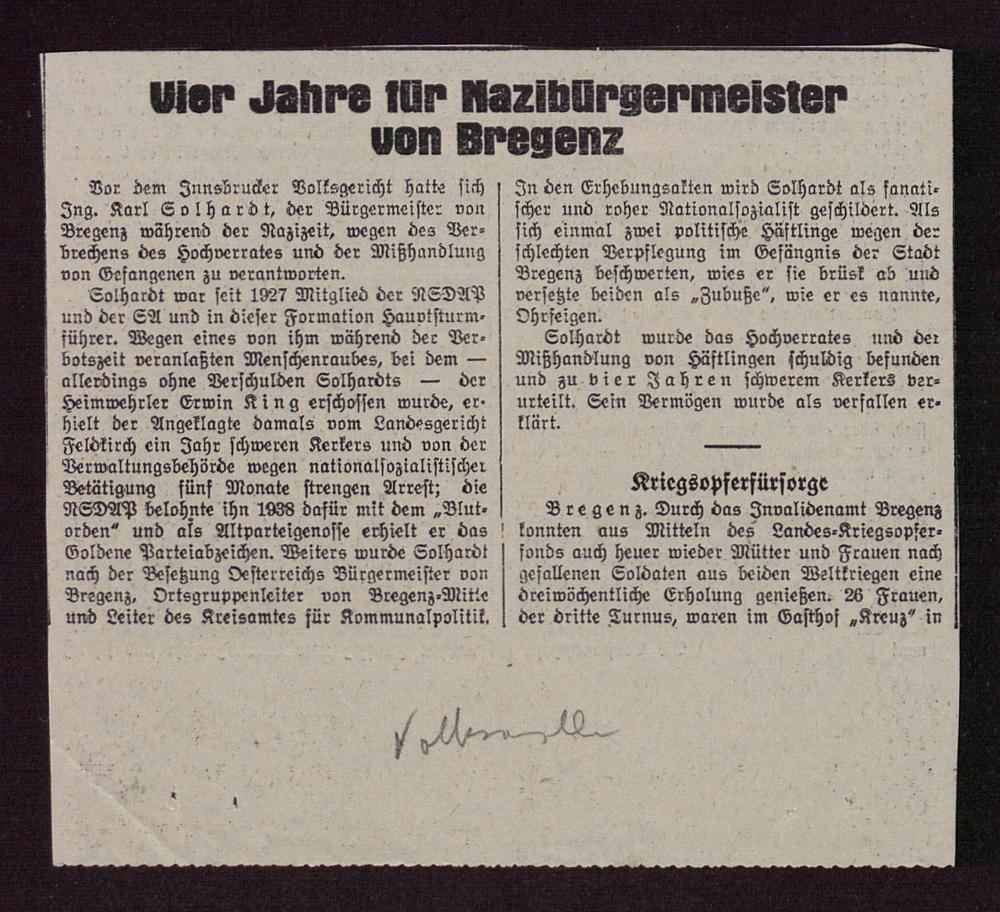 Vier Jahre für Nazibürgermeister
von Bregenz
Vor dem Innsbrucker Volksgericht hatte sich
Ing. Karl Solhardt, der Bürgermeister von
Bregenz während der Nazizeit, wegen des Ver-
brechens des Hochverrates und der Mißhandlung
von Gefangenen zu verantworten.
Solhardt war seit 1927 Mitglied der NSDAP
und der SA und in dieser Formation Hauptsturm-
führer. Wegen eines von ihm während der Ver-
botszeit veranlaßten Menschenraubes, bei dem —
allerdings ohne Verschulden Solhardts — der
Heimwehrler Erwin King erschossen wurde, er-
hielt der Angeklagte damals vom Landesgericht
Feldkirch ein Jahr schweren Kerkers und von der
Verwaltungsbehörde wegen nationalsozialistischer
Betätigung fünf Monate strengen Arrest; die
NSDAP belohnte ihn 1938 dafür mit dem „Blut-
orden“ und als Altparteigenosse erhielt er das
Goldene Parteiabzeichen. Weiters wurde Solhardt
nach der Besetzung Oesterreichs Bürgermeister von
Bregenz, Ortsgruppenleiter von Bregenz-Mitte
und Leiter des Kreisamtes für Kommunalpolitik.
In den Erhebungsakten wird Solhardt als fanati-
scher und roher Nationalsozialist geschildert. Als
sich einmal zwei politische Häftlinge wegen der
schlechten Verpflegung im Gefängnis der Stadt
Bregenz beschwerten, wies er sie brüsk ab und
versetzte beiden als „Zubuße“, wie er es nannte,
Ohrfeigen.
Solhardt wurde das Hochverrates und der
Mißhandlung von Häftlingen schuldig befunden
und zu vier Jahren schwerem Kerkers ver-
urteilt. Sein Vermögen wurde als verfallen er-
klärt.
Kriegsopferfürsorge
Bregenz. Durch das Invalidenamt Bregenz
konnten aus Mitteln des Landes-Kriegsopfer-
fonds auch heuer wieder Mütter und Frauen nach
gefallenen Soldaten aus beiden Weltkriegen eine
dreiwöchentliche Erholung genießen. 26 Frauen,
der dritte Turnus, waren im Gasthof „Kreuz“ in